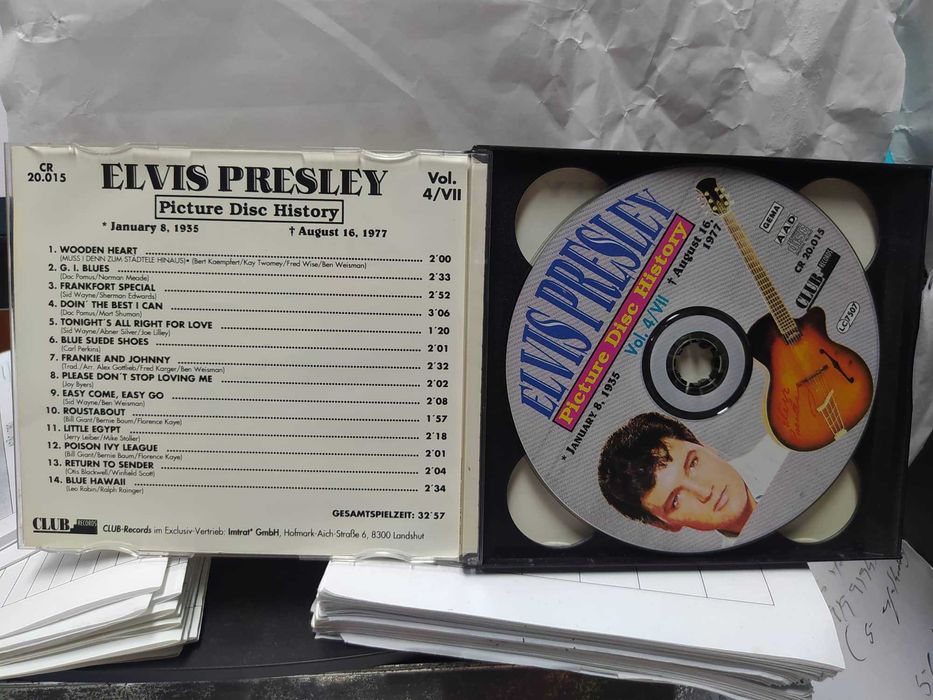 CR
20.015
ELVIS PRESLEY
Vol.
4/VII
Picture Disc History
* January 8, 1935
† August 16, 1977
1. WOODEN HEART 2'00
(MUSS I DENN ZUM STÄDTELE HINAUS)* (Bert Kaempfert/Kay Twomey/Fred Wise/Ben Weisman)
2. G. I. BLUES 2'33
(Doc Pomus/Norman Meade)
3. FRANKFORT SPECIAL 2'52
(Sid Wayne/Sherman Edwards)
4. DOIN´ THE BEST I CAN 3'06
(Doc Pomus/Mort Shuman)
5. TONIGHT´S ALL RIGHT FOR LOVE 1'20
(Sid Wayne/Abner Silver/Joe Lilley)
6. BLUE SUEDE SHOES 2'01
(Carl Perkins)
7. FRANKIE AND JOHNNY 2'32
(Trad./Arr. Alex Gottlieb/Fred Karger/Ben Weisman)
8. PLEASE DON´T STOP LOVING ME 2'02
(Joy Byers)
9. EASY COME, EASY GO 2'08
(Sid Wayne/Ben Weisman)
10. ROUSTABOUT 1'57
(Bill Giant/Bernie Baum/Florence Kaye)
11. LITTLE EGYPT 2'18
(Jerry Leiber/Mike Stoller)
12. POISON IVY LEAGUE 2'01
(Bill Giant/Bernie Baum/Florence Kaye)
13. RETURN TO SENDER 2'04
(Otis Blackwell/Winfield Scott)
14. BLUE HAWAII 2'34
(Leo Robin/Ralph Rainger)
GESAMTSPIELZEIT: 32'57
CLUB RECORDS
CLUB-Records im Exclusiv-Vertrieb: Imtrat® GmbH, Hofmark-Aich-Straße 6, 8300 Landshut
ELVIS PRESLEY
Picture Disc History
Vol. 4/VII
* JANUARY 8, 1935
† August 16,
1977
GEMA
AAD
CR 20.015
CLUB RECORDS
LC 7507